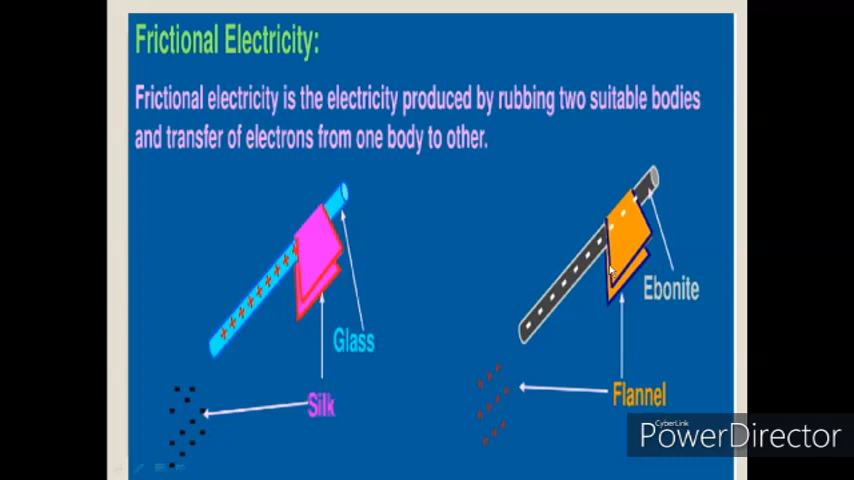 Frictional Electricity:
Frictional electricity is the electricity produced by rubbing two suitable bodies
and transfer of electrons from one body to other.
Ebonite
Glass
Flannel
Silk
CyberLink
PowerDirector